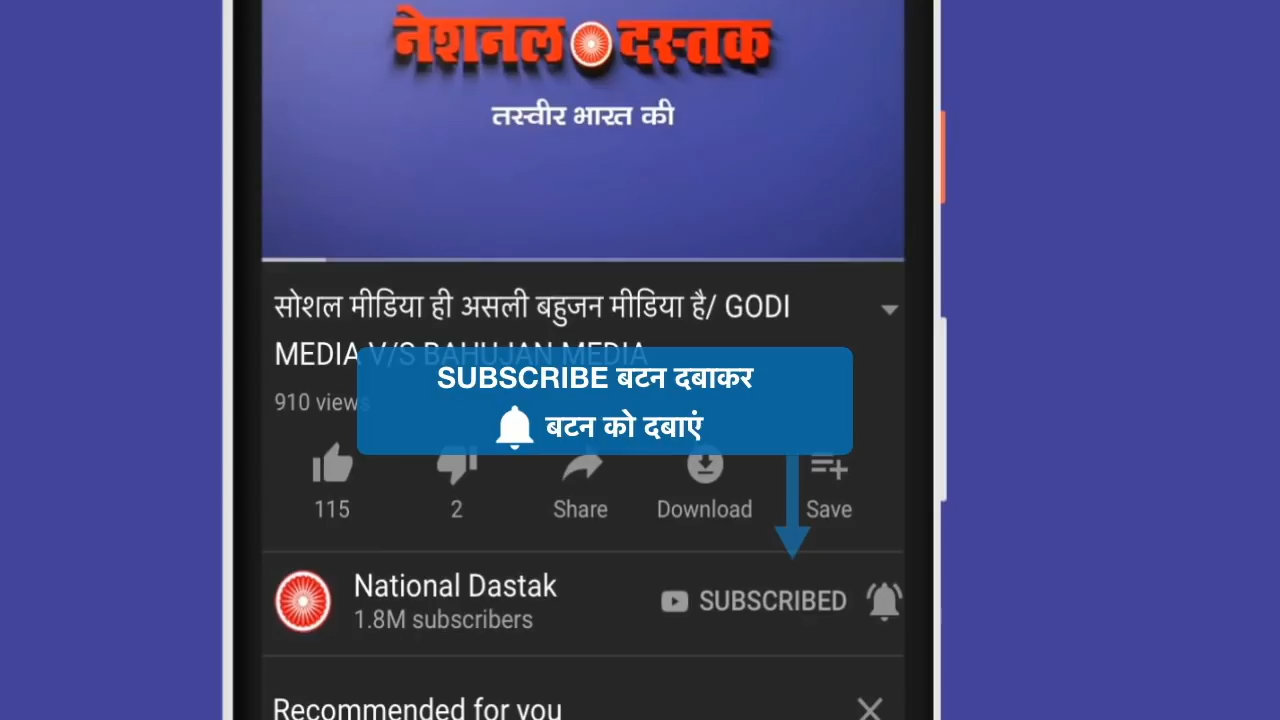 नेशनल दस्तक
तस्वीर भारत की
सोशल मीडिया ही असली बहुजन मीडिया है/ GODI
MEDIA V/S BAHUJAN MEDIA
910 views
SUBSCRIBE बटन दबाकर
बटन को दबाएं
115
2
Share
Download
Save
National Dastak
1.8M subscribers
SUBSCRIBED
Recommended for you